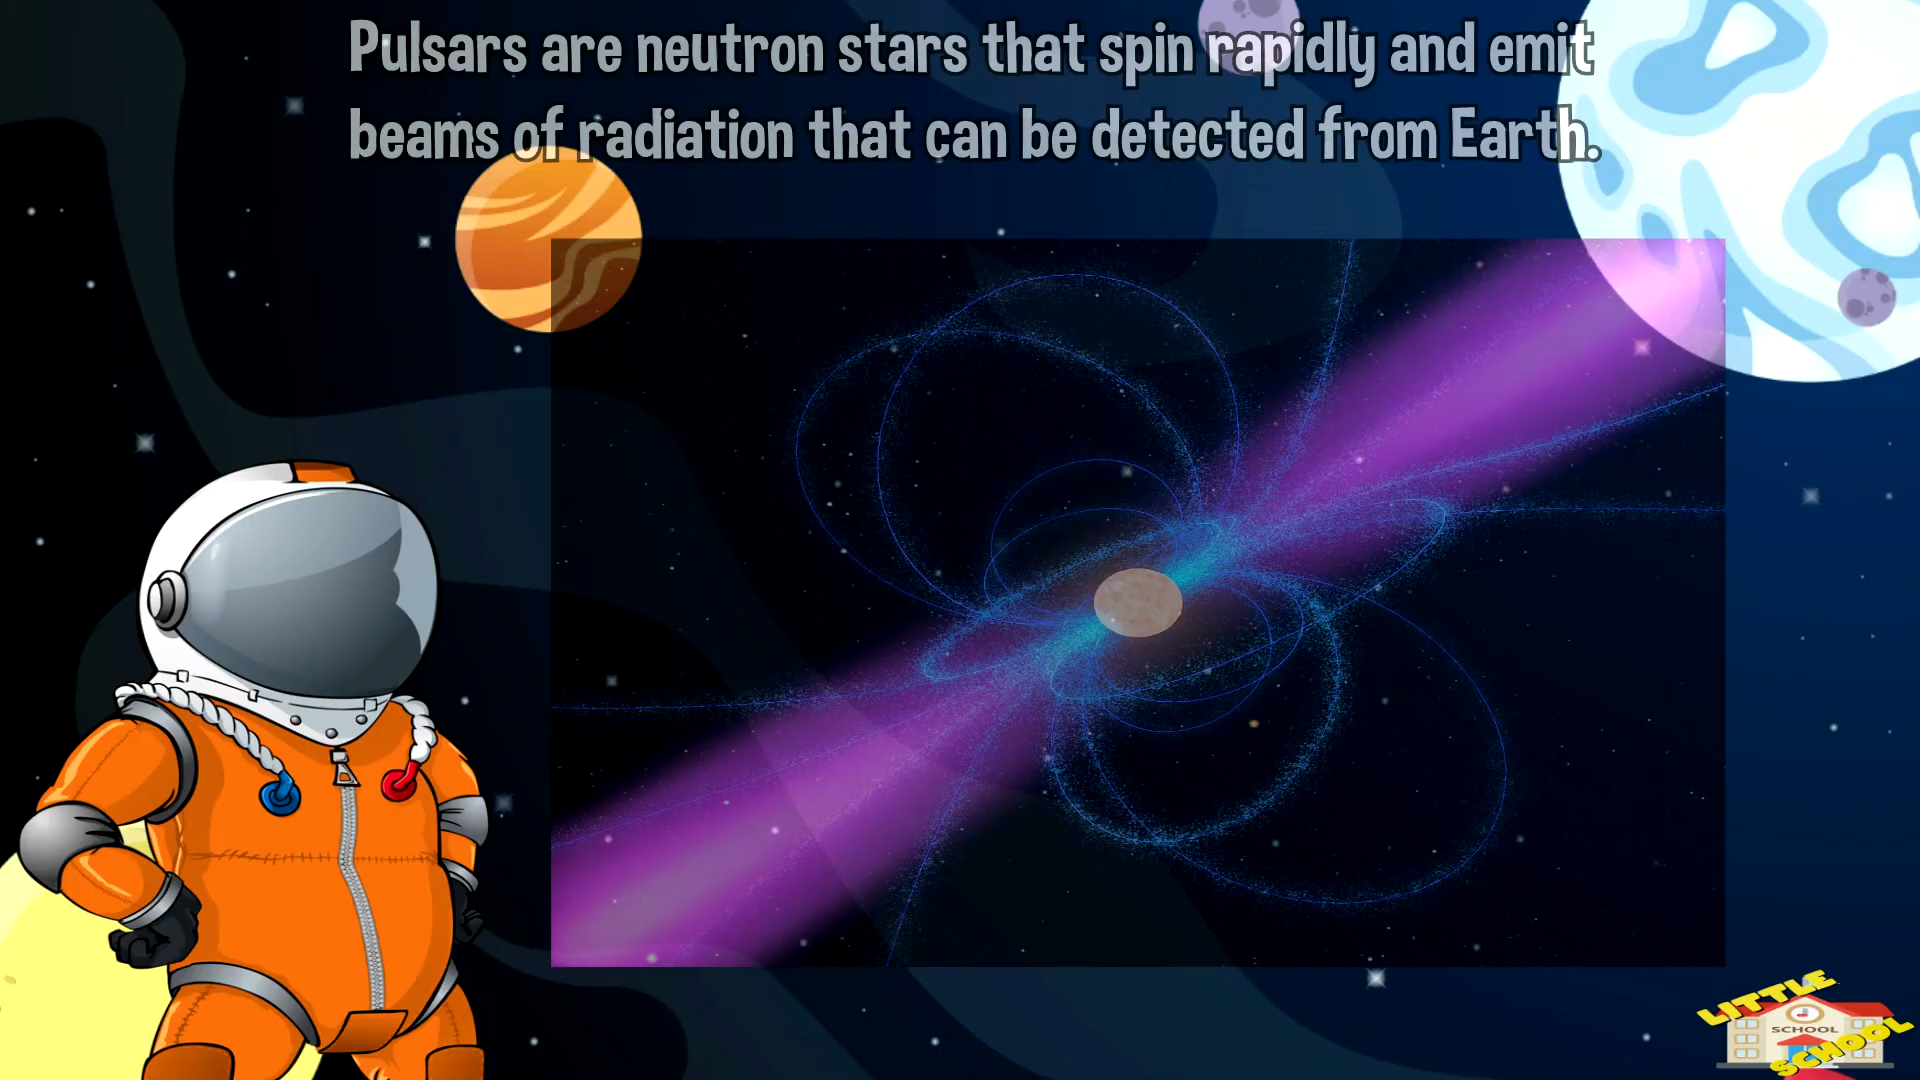 Pulsars are neutron stars that spin rapidly and emit
beams of radiation that can be detected from Earth.
LITTLE
SCHOOL
SCHOOL